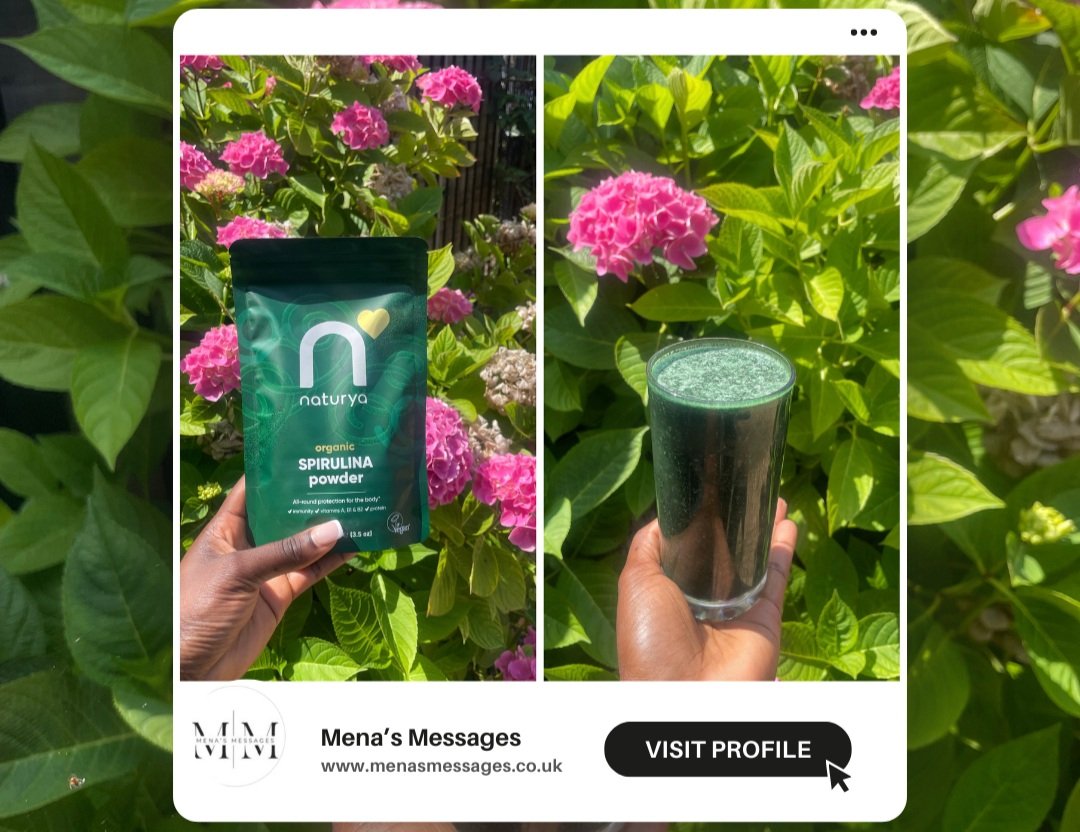 naturya
organic
SPIRULINA
powder
All-round protection for the body*
✓ immunity ✓ vitamins A, B1 & B2 ✓ protein
(3.5 oz)
Vegan
M M
MENA'S MESSAGES
Mena's Messages
www.menasmessages.co.uk
VISIT PROFILE